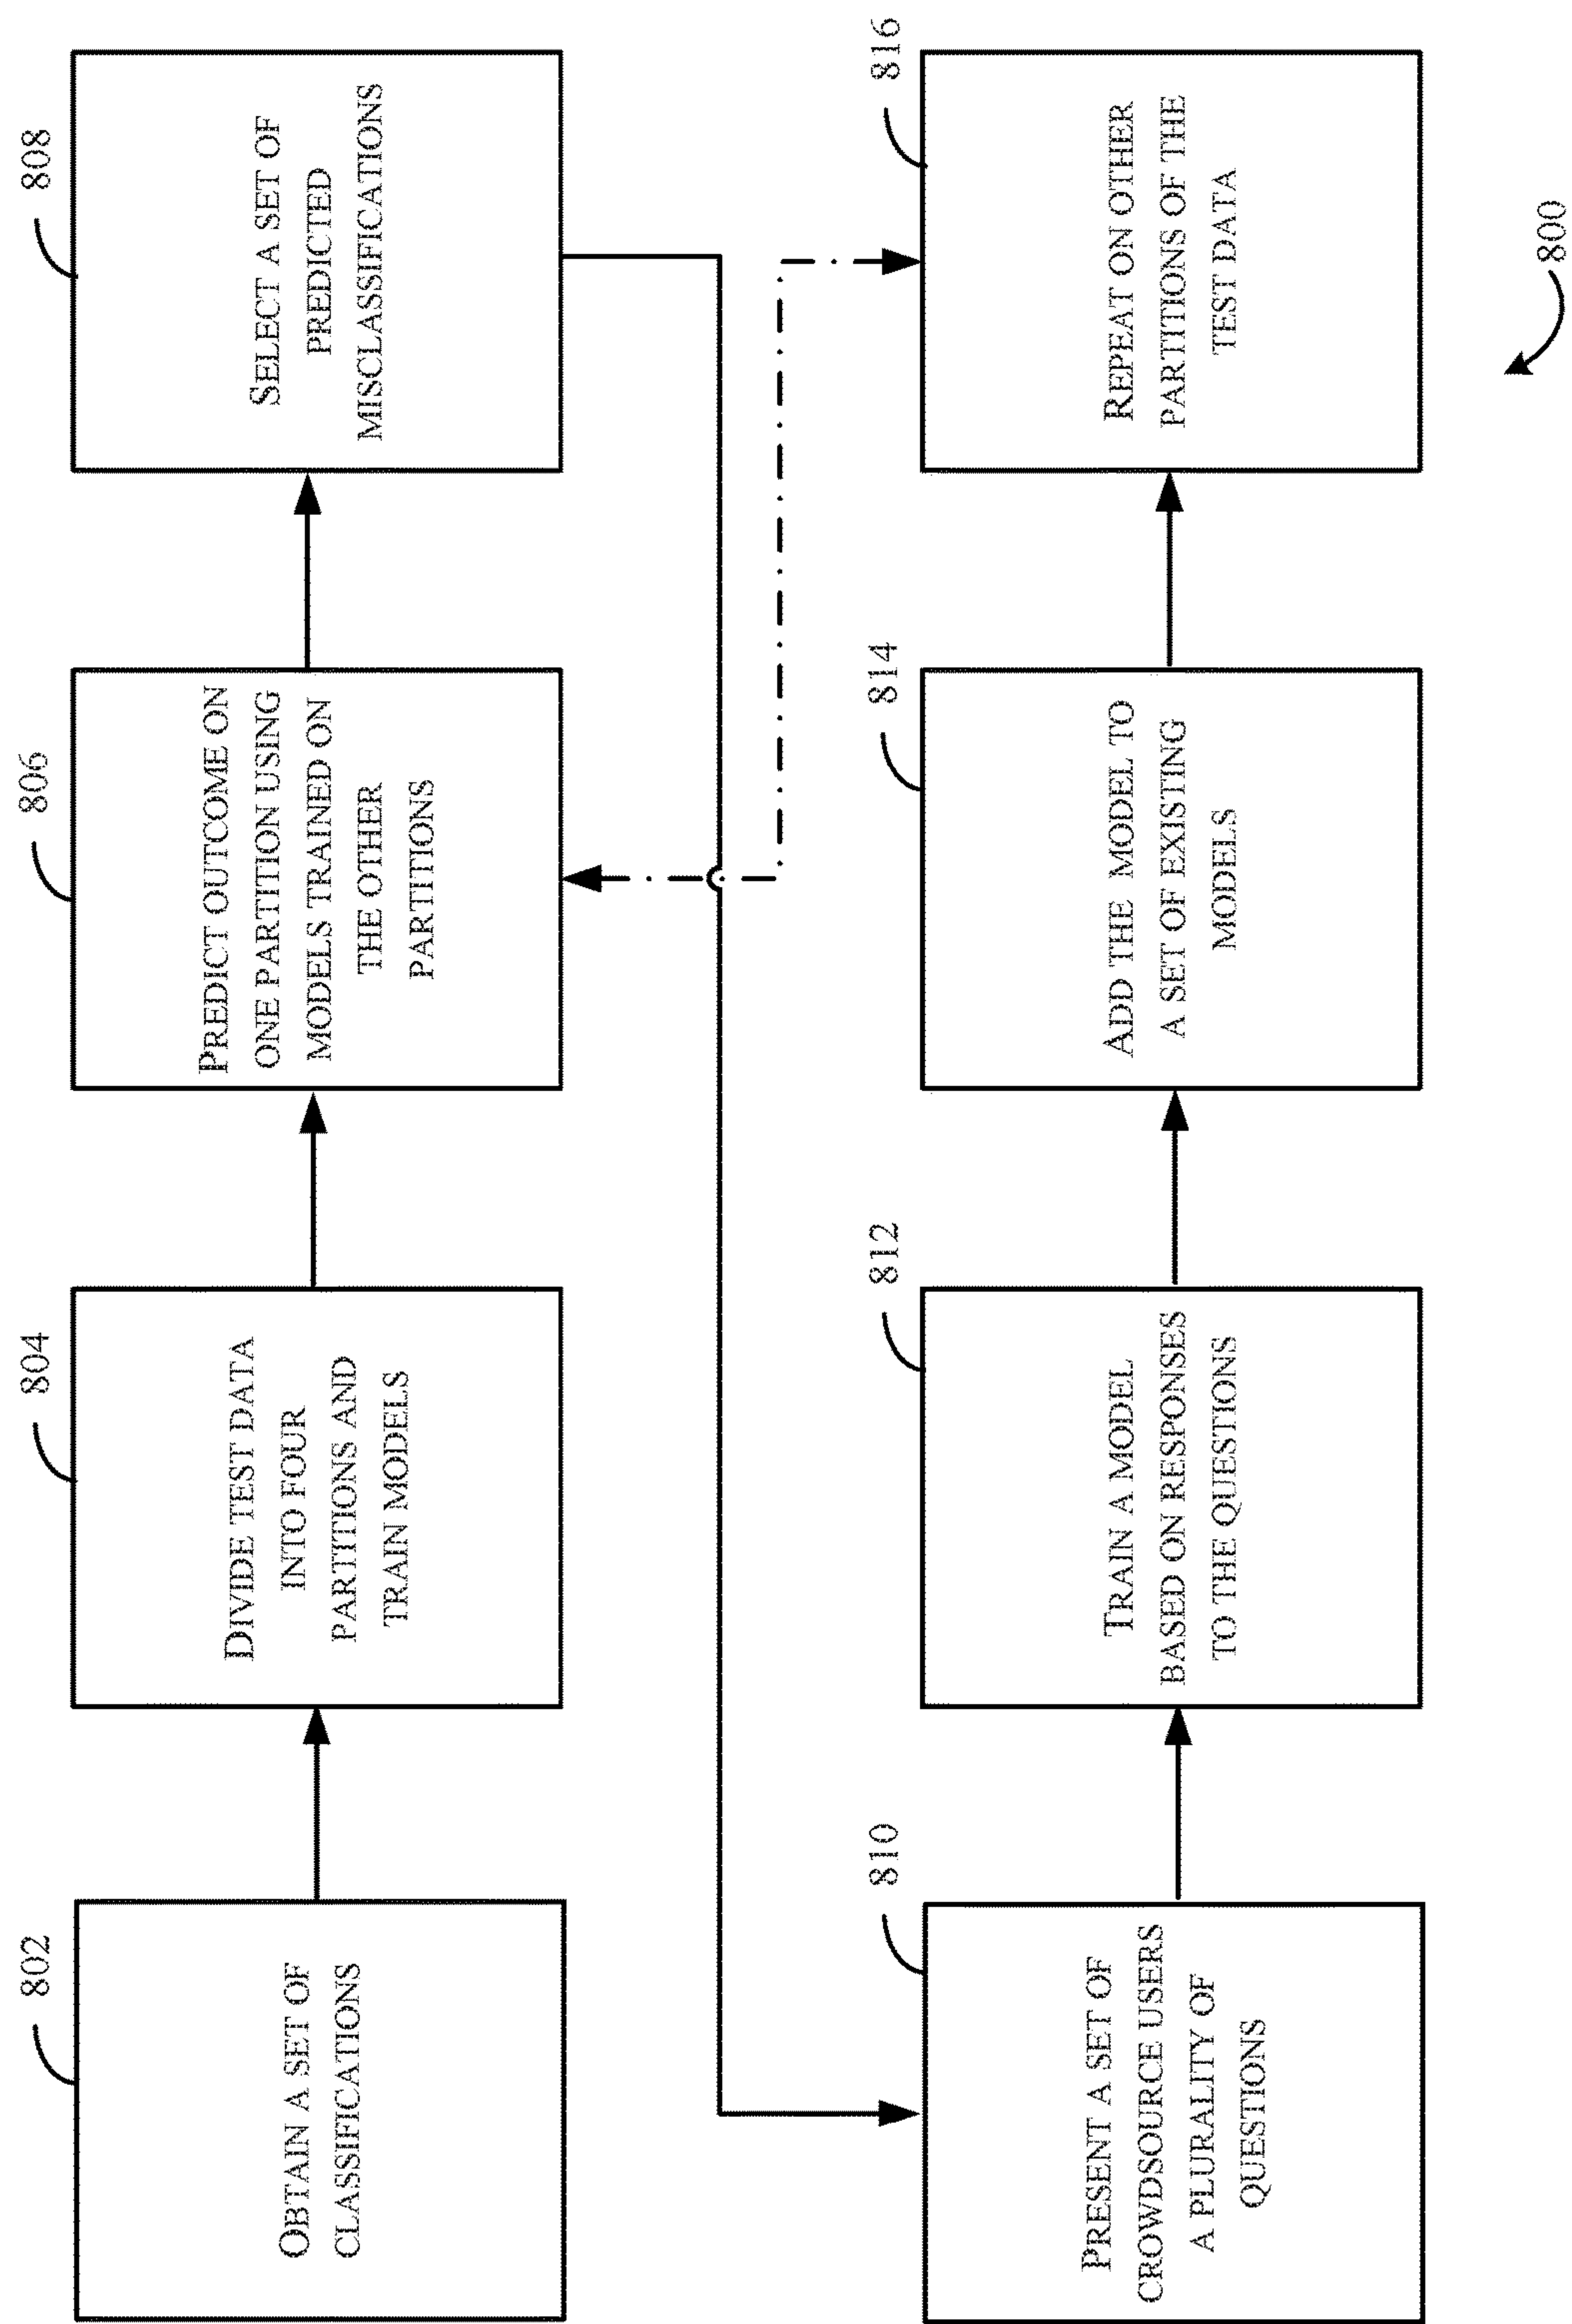 802
OBTAIN A SET OF
CLASSIFICATIONS
804
DIVIDE TEST DATA
INTO FOUR
PARTITIONS AND
TRAIN MODELS
806
PREDICT OUTCOME ON
ONE PARTITION USING
MODELS TRAINED ON
THE OTHER
PARTITIONS
808
SELECT A SET OF
PREDICTED
MISCLASSIFICATIONS
810
PRESENT A SET OF
CROWDSOURCE USERS
A PLURALITY OF
QUESTIONS
812
TRAIN A MODEL
BASED ON RESPONSES
TO THE QUESTIONS
814
ADD THE MODEL TO
A SET OF EXISTING
MODELS
816
REPEAT ON OTHER
PARTITIONS OF THE
TEST DATA
800